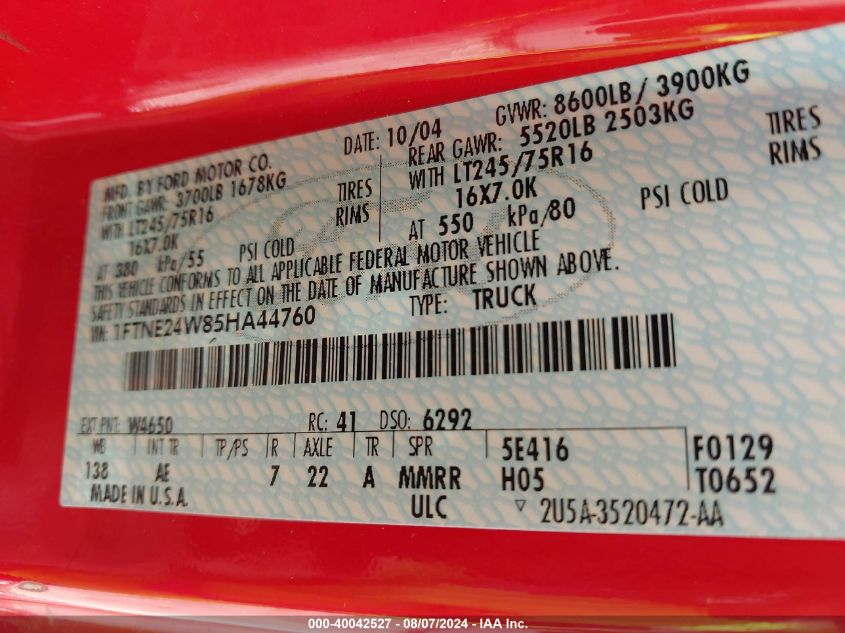 MFD. BY FORD MOTOR CO.
FRONT GAWR: 3700LB 1678KG
WITH LT245/75R16 TIRES
16X7.0K RIMS
AT 380 kPa/55 PSI COLD
DATE: 10/04 GVWR: 8600LB / 3900KG
REAR GAWR: 5520LB 2503KG
WITH LT245/75R16 TIRES
16X7.0K RIMS
AT 550 kPa/80 PSI COLD
THIS VEHICLE CONFORMS TO ALL APPLICABLE FEDERAL MOTOR VEHICLE
SAFETY STANDARDS IN EFFECT ON THE DATE OF MANUFACTURE SHOWN ABOVE.
VIN: 1FTNE24W85HA44760 TYPE: TRUCK
EXT PNT: W4650 RC: 41 DSO: 6292
WB INT TR TP/PS R AXLE TR SPR 5E416 F0129
138 AE 7 22 A MMRR H05 T0652
MADE IN U.S.A. ULC ▽ 2U5A-3520472-AA
000-40042527 - 08/07/2024 - IAA Inc.